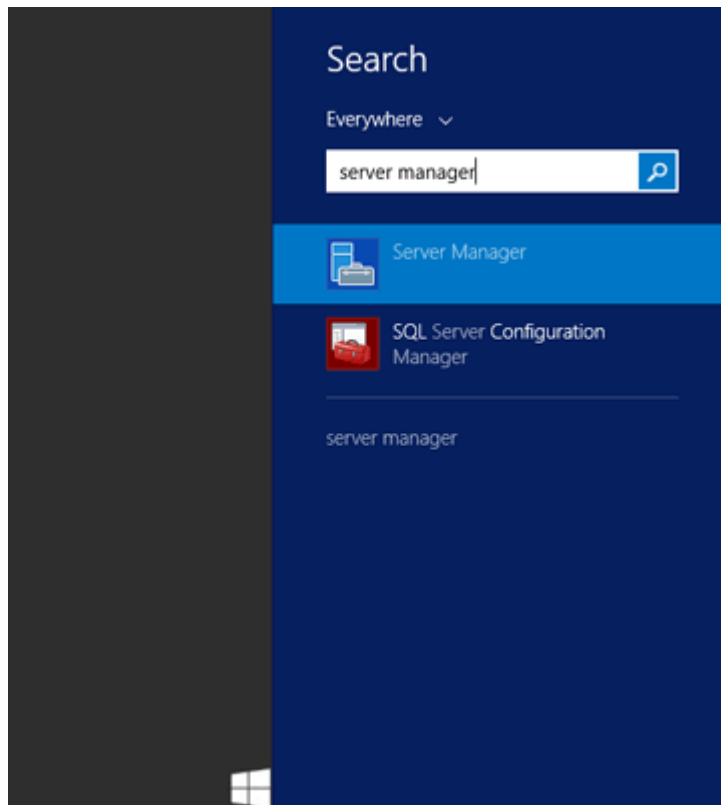 Search
Everywhere
server manager
Server Manager
SQL Server Configuration
Manager
server manager